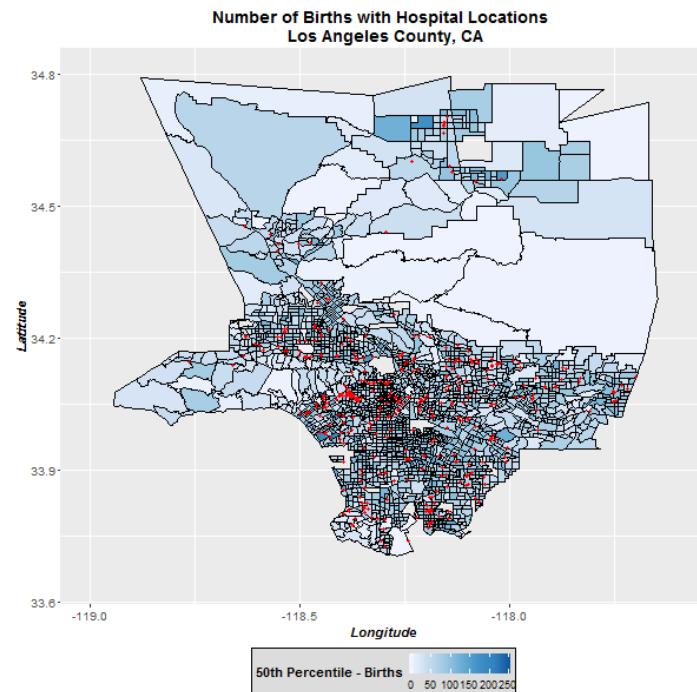 Number of Births with Hospital Locations
Los Angeles County, CA
34.8
34.5
34.2
33.9
33.6
Latitude
-119.0 -118.5 -118.0
Longitude
50th Percentile - Births
0 50 100 150 200 250